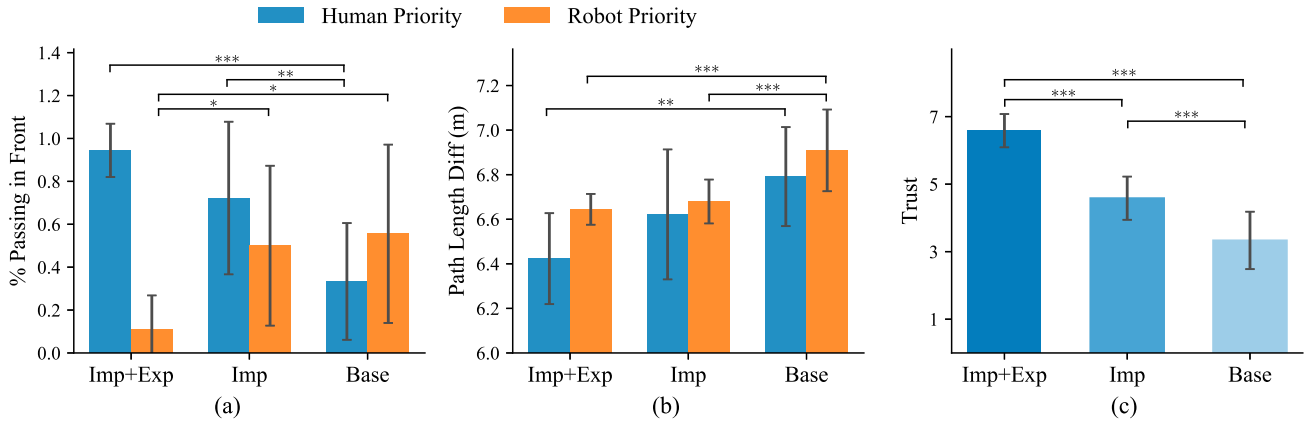 Human Priority Robot Priority
% Passing in Front
1.4
1.2
1.0
0.8
0.6
0.4
0.2
0.0
***
**
*
*
Imp+Exp Imp Base
(a)
Path Length Diff (m)
7.2
7.0
6.8
6.6
6.4
6.2
6.0
***
***
**
Imp+Exp Imp Base
(b)
Trust
7
5
3
1
***
***
***
Imp+Exp Imp Base
(c)